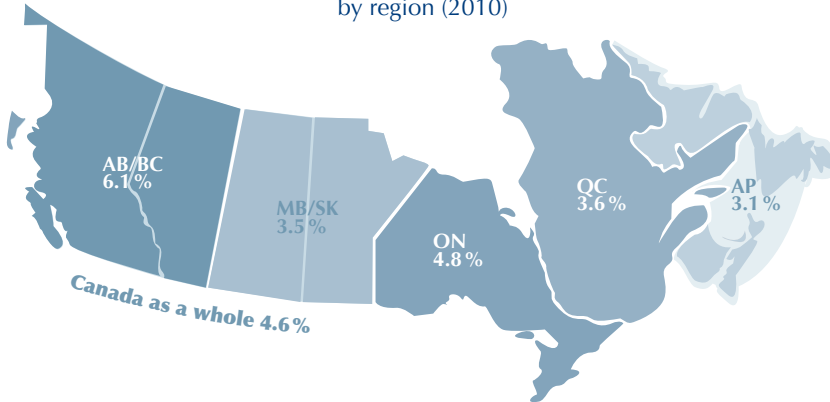 by region (2010)
AB/BC
6.1 %
MB/SK
3.5 %
ON
4.8 %
QC
3.6 %
AP
3.1 %
Canada as a whole 4.6 %